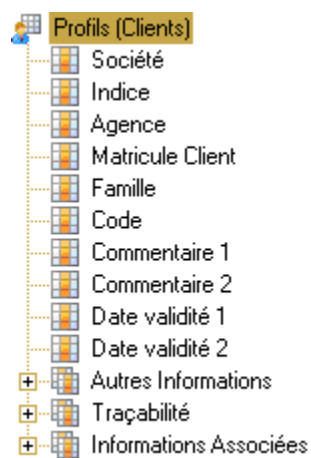 Profils (Clients)
Société
Indice
Agence
Matricule Client
Famille
Code
Commentaire 1
Commentaire 2
Date validité 1
Date validité 2
Autres Informations
Traçabilité
Informations Associées